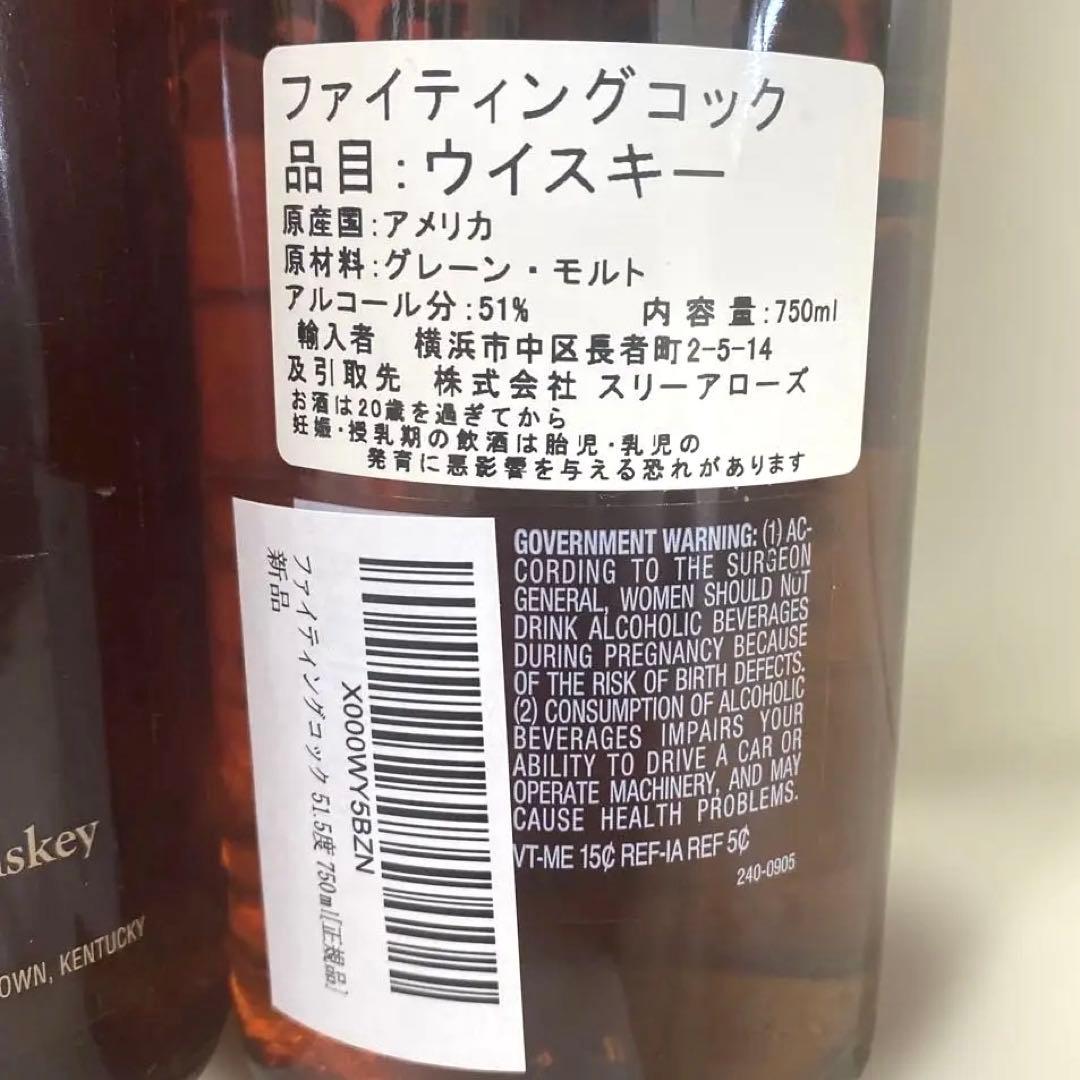 ファイティングコック
品目:ウイスキー
原産国:アメリカ
原材料:グレーン・モルト
アルコール分:51% 内容量:750ml
輸入者 横浜市中区長者町2-5-14
及引取先 株式会社 スリーアローズ
お酒は20歳を過ぎてから
妊娠・授乳期の飲酒は胎児・乳児の
発育に悪影響を与える恐れがあります
ファイティングコック 51.5度 750ml[正規品]
新品
X000WY5BZN
GOVERNMENT WARNING: (1) AC-
CORDING TO THE SURGEON
GENERAL, WOMEN SHOULD NOT
DRINK ALCOHOLIC BEVERAGES
DURING PREGNANCY BECAUSE
OF THE RISK OF BIRTH DEFECTS.
(2) CONSUMPTION OF ALCOHOLIC
BEVERAGES IMPAIRS YOUR
ABILITY TO DRIVE A CAR OR
OPERATE MACHINERY, AND MAY
CAUSE HEALTH PROBLEMS.
VT-ME 15¢ REF-IA REF 5¢
240-0905
skey
OWN, KENTUCKY